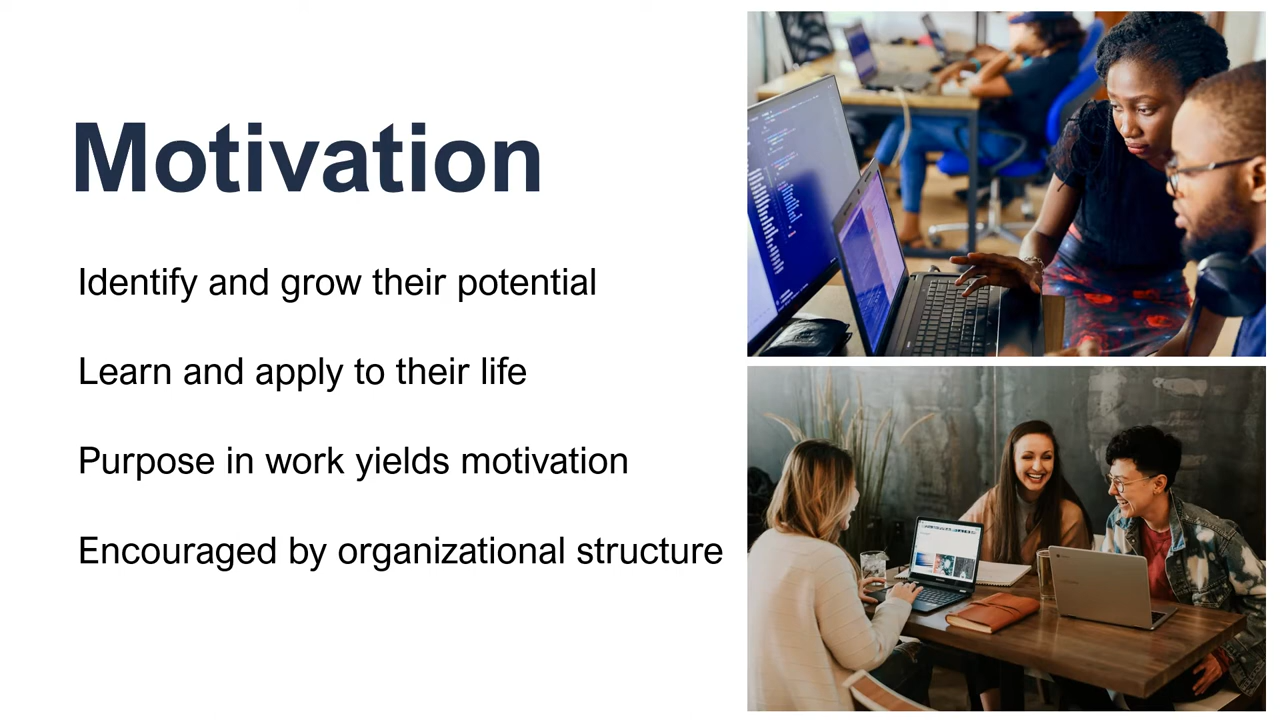 Motivation
Identify and grow their potential
Learn and apply to their life
Purpose in work yields motivation
Encouraged by organizational structure